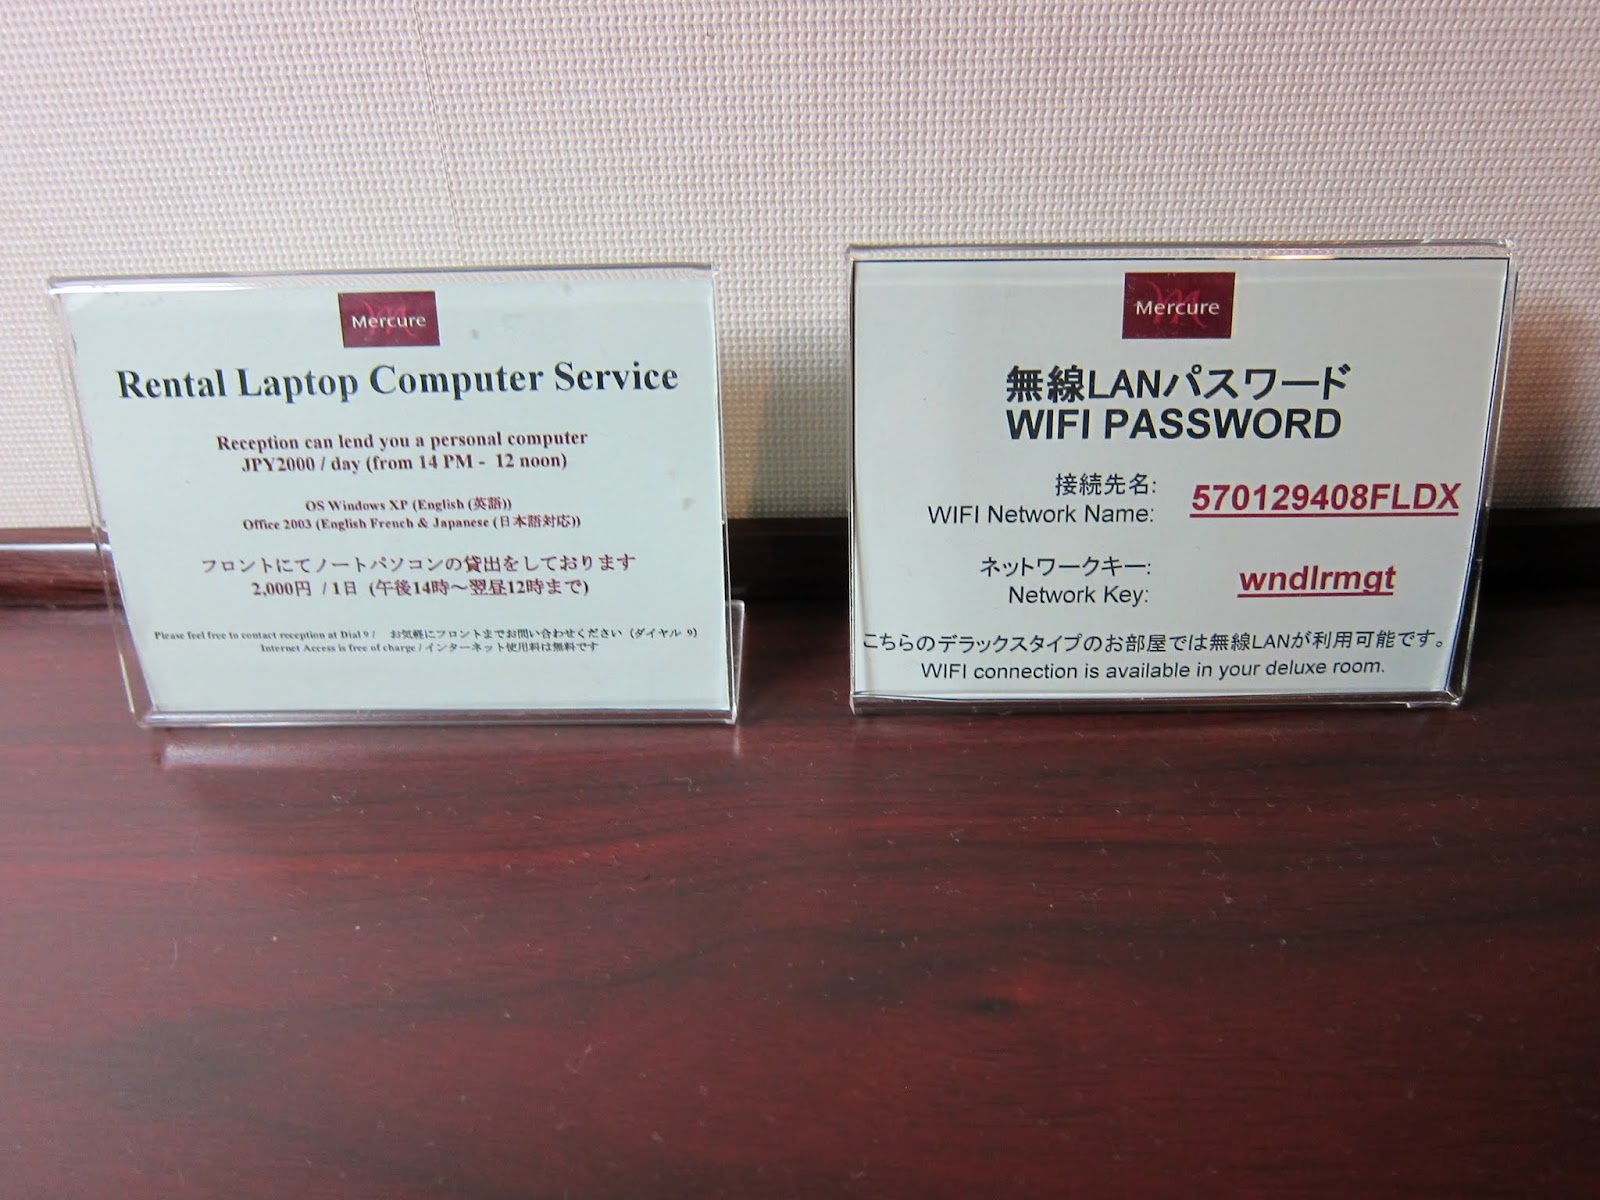 Mercure
Rental Laptop Computer Service
Reception can lend you a personal computer
JPY2000 / day (from 14 PM - 12 noon)
OS Windows XP (English (英語))
Office 2003 (English French & Japanese (日本語対応))
フロントにてノートパソコンの貸出をしております
2,000円 / 1日 (午後14時〜翌昼12時まで)
Please feel free to contact reception at Dial 9 / お気軽にフロントまでお問い合わせください (ダイヤル 9)
Internet Access is free of charge / インターネット使用料は無料です
Mercure
無線LANパスワード
WIFI PASSWORD
接続先名:
WIFI Network Name: 570129408FLDX
ネットワークキー:
Network Key: wndlrmgt
こちらのデラックスタイプのお部屋では無線LANが利用可能です。
WIFI connection is available in your deluxe room.